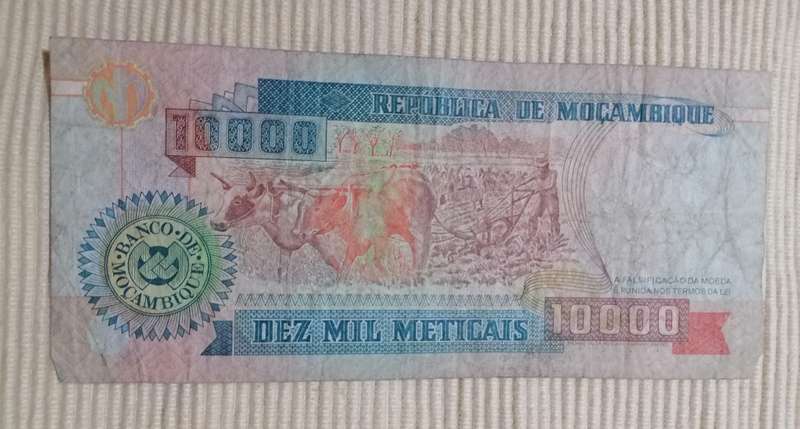 REPÚBLICA DE MOÇAMBIQUE
10000
BANCO·DE·
MOÇAMBIQUE
A FALSIFICAÇÃO DA MOEDA
É PUNIDA NOS TERMOS DA LEI
DEZ MIL METICAIS
10000